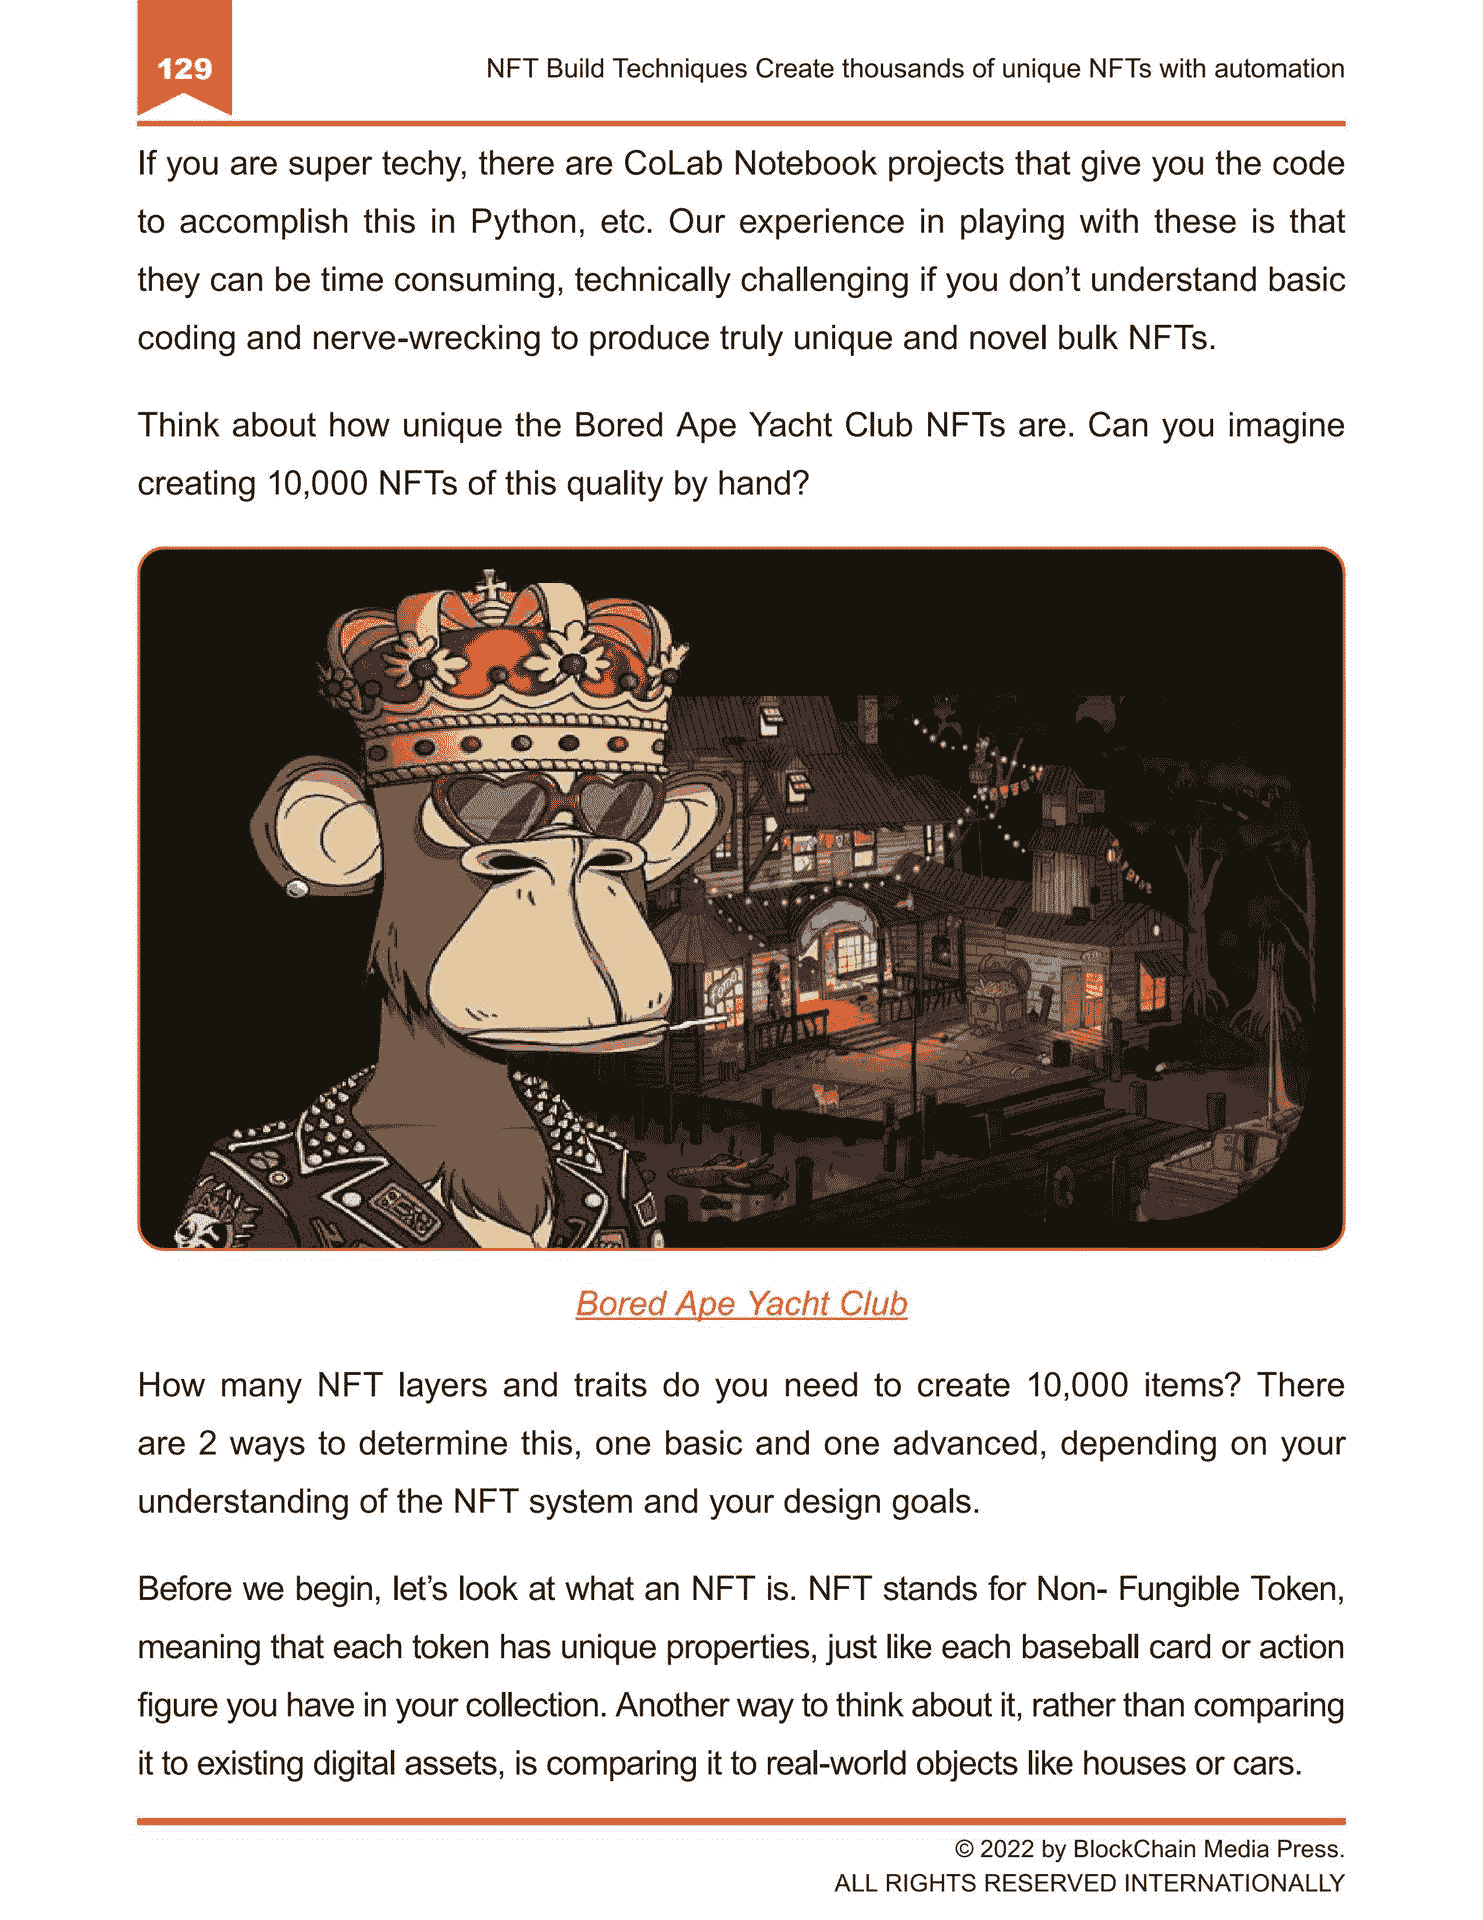 129
NFT Build Techniques Create thousands of unique NFTs with automation
If you are super techy, there are CoLab Notebook projects that give you the code
to accomplish this in Python, etc. Our experience in playing with these is that
they can be time consuming, technically challenging if you don’t understand basic
coding and nerve-wrecking to produce truly unique and novel bulk NFTs.
Think about how unique the Bored Ape Yacht Club NFTs are. Can you imagine
creating 10,000 NFTs of this quality by hand?
Bored Ape Yacht Club
How many NFT layers and traits do you need to create 10,000 items? There
are 2 ways to determine this, one basic and one advanced, depending on your
understanding of the NFT system and your design goals.
Before we begin, let’s look at what an NFT is. NFT stands for Non- Fungible Token,
meaning that each token has unique properties, just like each baseball card or action
figure you have in your collection. Another way to think about it, rather than comparing
it to existing digital assets, is comparing it to real-world objects like houses or cars.
© 2022 by BlockChain Media Press.
ALL RIGHTS RESERVED INTERNATIONALLY